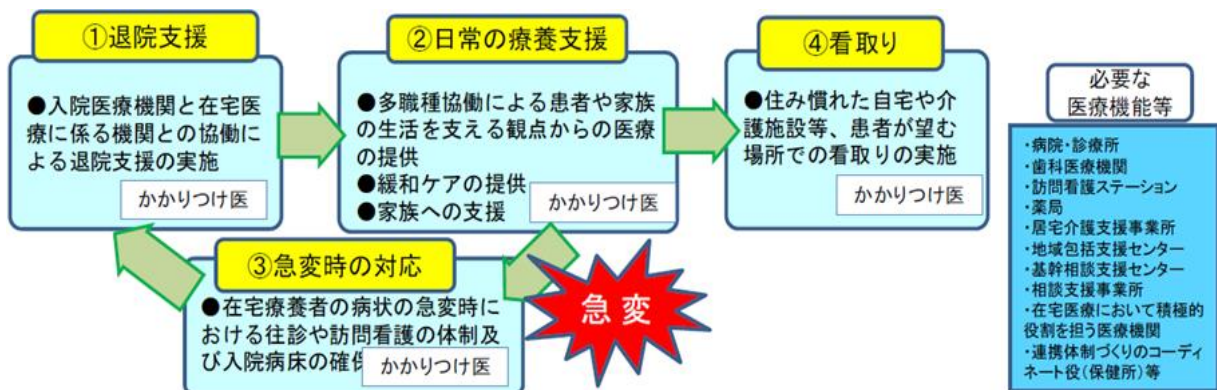 ①退院支援
●入院医療機関と在宅医
療に係る機関との協働に
よる退院支援の実施
かかりつけ医
②日常の療養支援
●多職種協働による患者や家族
の生活を支える観点からの医療
の提供
●緩和ケアの提供
●家族への支援
かかりつけ医
③急変時の対応
●在宅療養者の病状の急変時に
おける往診や訪問看護の体制及
び入院病床の確保
かかりつけ医
急変
④看取り
●住み慣れた自宅や介
護施設等、患者が望む
場所での看取りの実施
かかりつけ医
必要な
医療機能等
・病院・診療所
・歯科医療機関
・訪問看護ステーション
・薬局
・居宅介護支援事業所
・地域包括支援センター
・基幹相談支援センター
・相談支援事業所
・在宅医療において積極的
役割を担う医療機関
・連携体制づくりのコーディ
ネート役(保健所)等